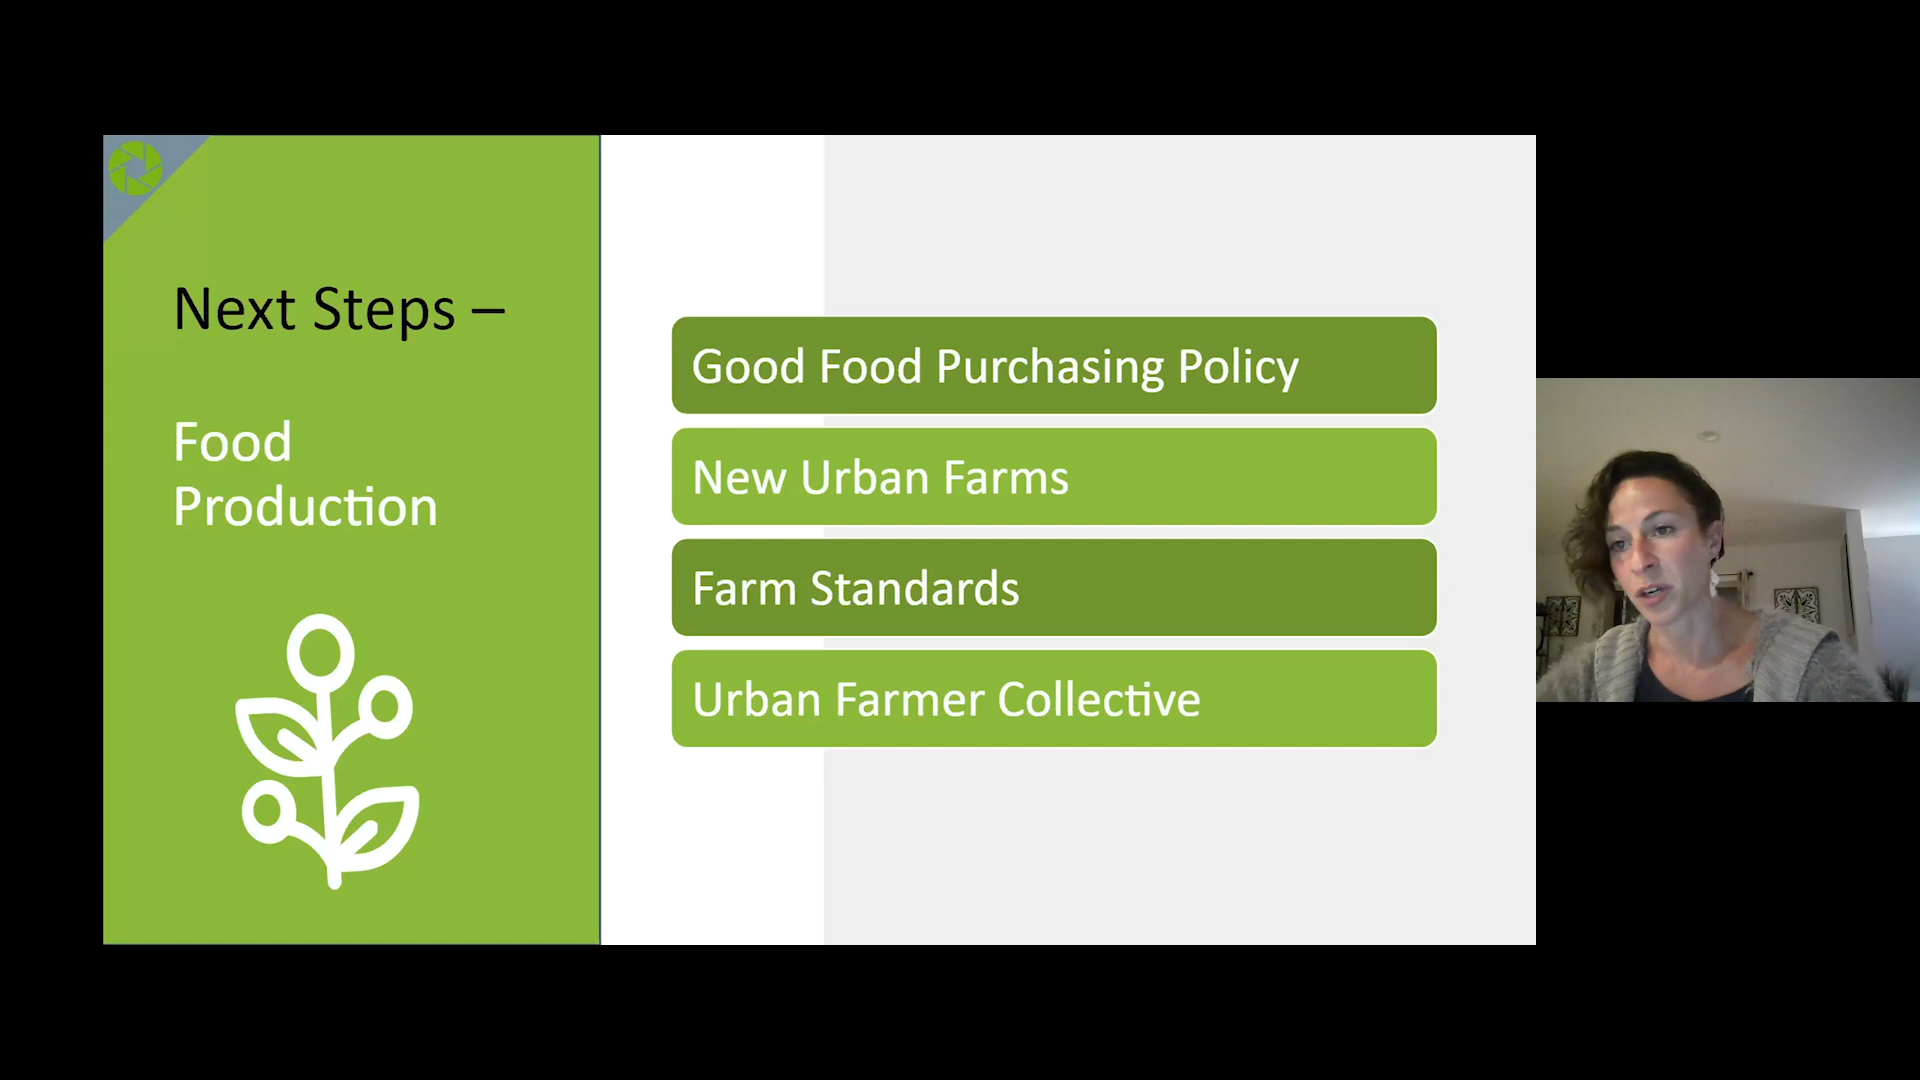 Next Steps –
Food
Production
Good Food Purchasing Policy
New Urban Farms
Farm Standards
Urban Farmer Collective